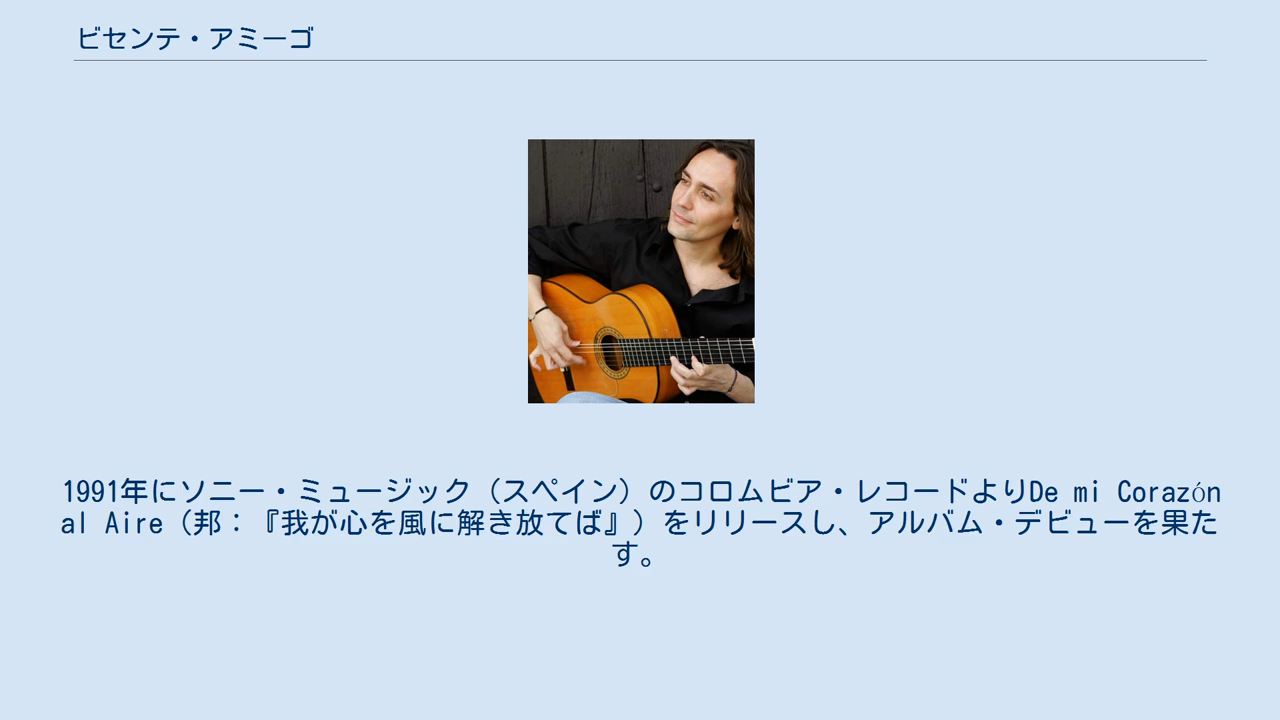 ビセンテ・アミーゴ
1991年にソニー・ミュージック（スペイン）のコロムビア・レコードよりDe mi Corazón
al Aire（邦：『我が心を風に解き放てば』）をリリースし、アルバム・デビューを果た
す。